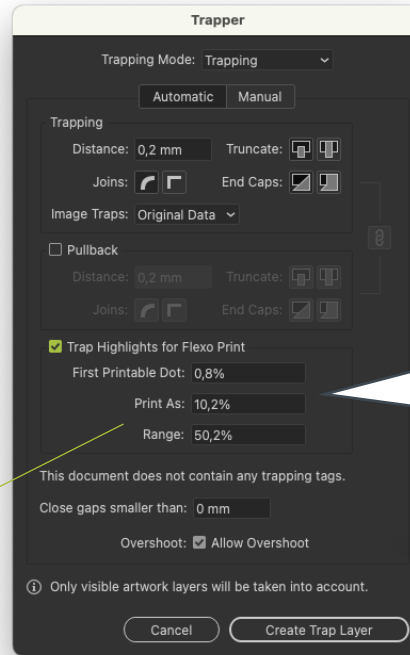 Trapper
Trapping Mode: Trapping
Automatic Manual
Trapping
Distance: 0,2 mm Truncate:
Joins: End Caps:
Image Traps: Original Data
Pullback
Distance: 0,2 mm Truncate:
Joins: End Caps:
Trap Highlights for Flexo Print
First Printable Dot: 0,8%
Print As: 10,2%
Range: 50,2%
This document does not contain any trapping tags.
Close gaps smaller than: 0 mm
Overshoot: Allow Overshoot
Only visible artwork layers will be taken into account.
Cancel Create Trap Layer